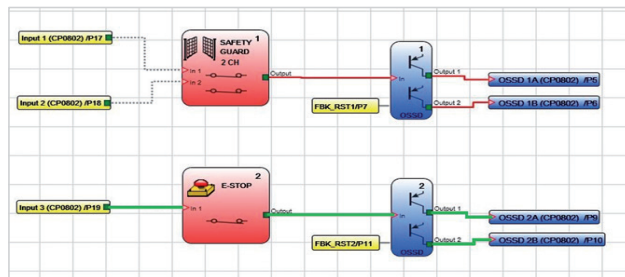 Input 1 (CP0802) /P17
Input 2 (CP0802) /P18
SAFETY
GUARD
2 CH
1
In 1
In 2
Output
FBK_RST1/P7
1
In
Output 1
Output 2
OSSD
OSSD 1A (CP0802) /P5
OSSD 1B (CP0802) /P6
Input 3 (CP0802) /P19
2
E-STOP
In 1
Output
FBK_RST2/P11
2
In
Output 1
Output 2
OSSD
OSSD 2A (CP0802) /P9
OSSD 2B (CP0802) /P10